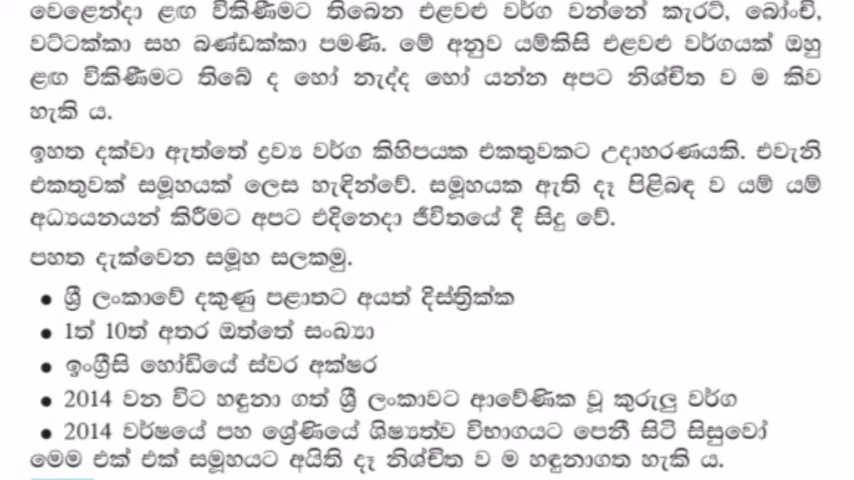 වෙළෙන්දා ළඟ විකිණීමට තිබෙන එළවළු වර්ග වන්නේ කැරට්, බෝංචි,
වට්ටක්කා සහ බණ්ඩක්කා පමණි. මේ අනුව යම්කිසි එළවළු වර්ගයක් ඔහු
ළඟ විකිණීමට තිබේ ද හෝ නැද්ද හෝ යන්න අපට නිශ්චිත ව ම කිව
හැකි ය.
ඉහත දක්වා ඇත්තේ ද්‍රව්‍ය වර්ග කිහිපයක එකතුවකට උදාහරණයකි. එවැනි
එකතුවක් සමූහයක් ලෙස හැඳින්වේ. සමූහයක ඇති දෑ පිළිබඳ ව යම් යම්
අධ්‍යයනයන් කිරීමට අපට එදිනෙදා ජීවිතයේ දී සිදු වේ.
පහත දැක්වෙන සමූහ සලකමු.
• ශ්‍රී ලංකාවේ දකුණු පළාතට අයත් දිස්ත්‍රික්ක
• 1ත් 10ත් අතර ඔත්තේ සංඛ්‍යා
• ඉංග්‍රීසි හෝඩියේ ස්වර අක්ෂර
• 2014 වන විට හඳුනා ගත් ශ්‍රී ලංකාවට ආවේණික වූ කුරුලු වර්ග
• 2014 වර්ෂයේ පහ ශ්‍රේණියේ ශිෂ්‍යත්ව විභාගයට පෙනී සිටි සිසුවෝ
මෙම එක් එක් සමූහයට අයිති දෑ නිශ්චිත ව ම හඳුනාගත හැකි ය.